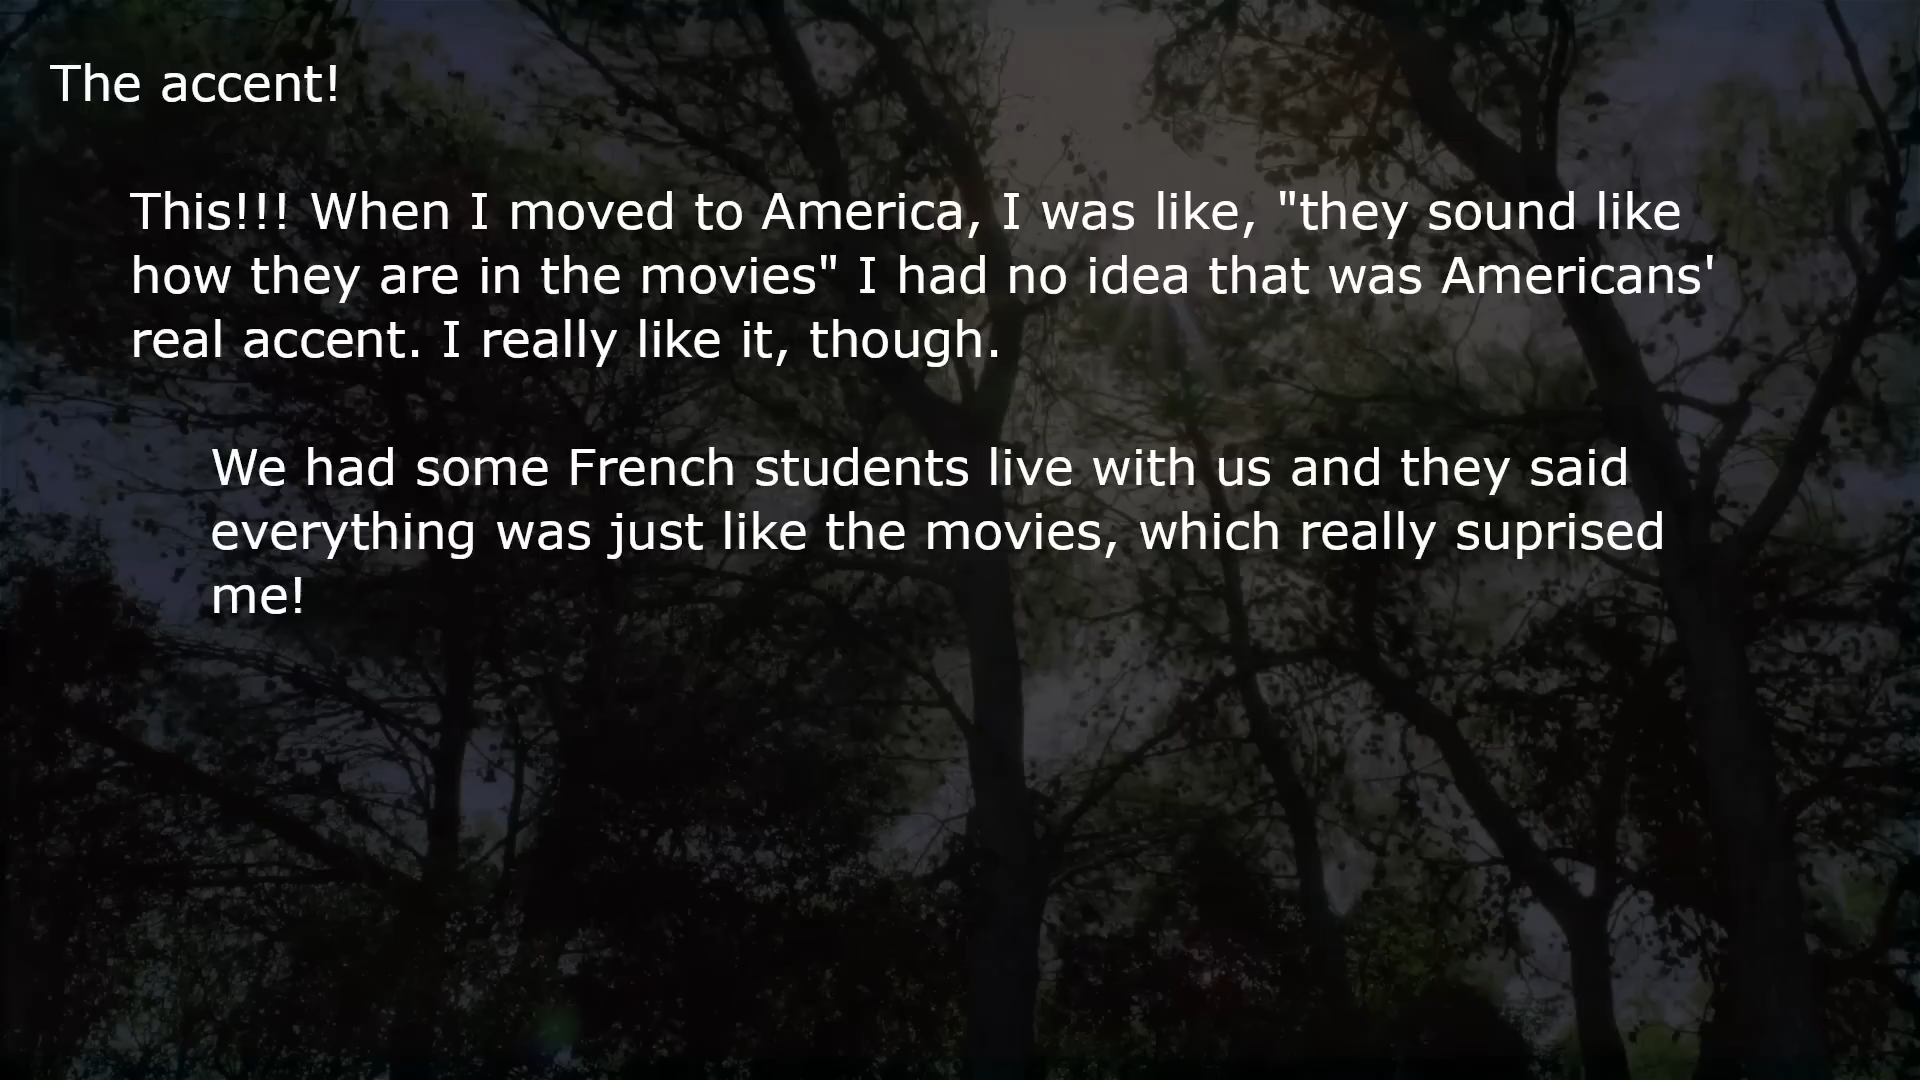 The accent!
This!!! When I moved to America, I was like, "they sound like
how they are in the movies" I had no idea that was Americans'
real accent. I really like it, though.
We had some French students live with us and they said
everything was just like the movies, which really suprised
me!